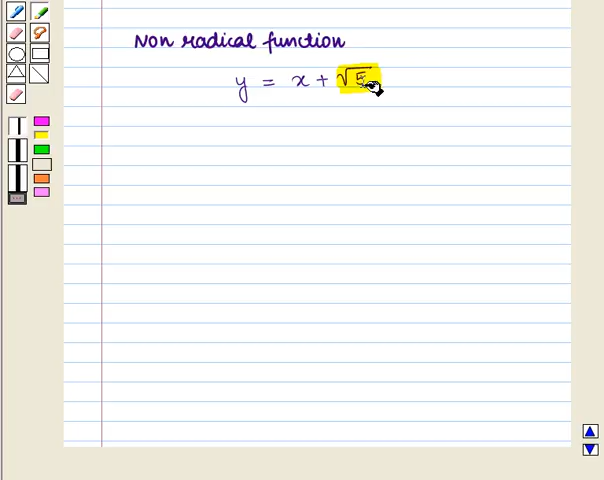 Non radical function
y = x + √5